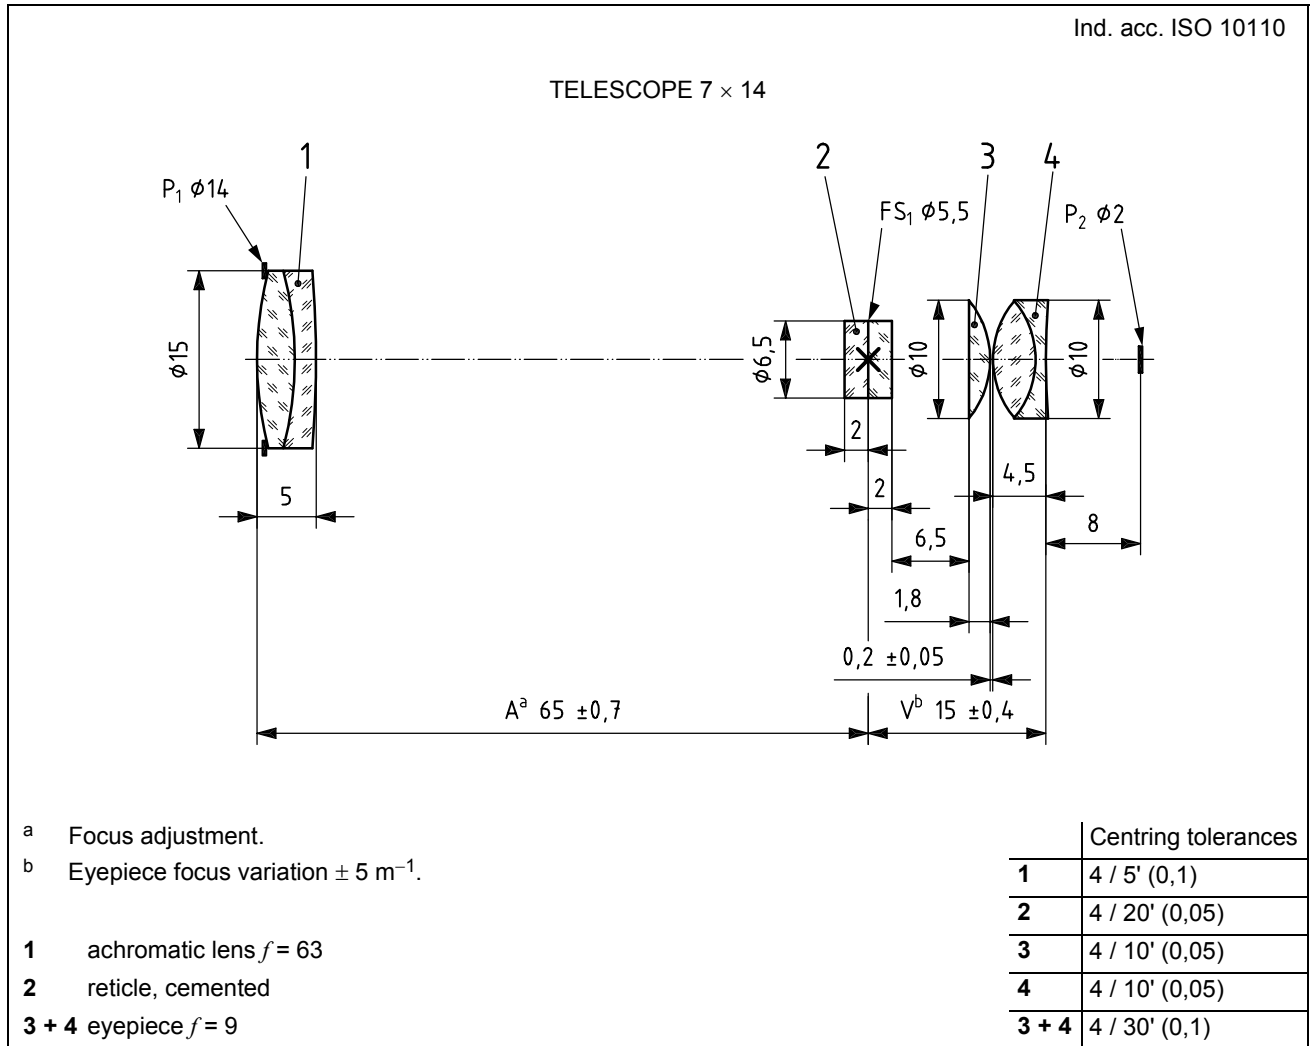 Ind. acc. ISO 10110
TELESCOPE 7 × 14
1
2
3
4
P₁ ϕ14
FS₁ ϕ5,5
P₂ ϕ2
ϕ15
ϕ6,5
ϕ10
ϕ10
5
2
2
4,5
8
6,5
1,8
0,2 ±0,05
Aᵃ 65 ±0,7
Vᵇ 15 ±0,4
ᵃ Focus adjustment.
ᵇ Eyepiece focus variation ± 5 m⁻¹.
1 achromatic lens f = 63
2 reticle, cemented
3 + 4 eyepiece f = 9
Centring tolerances
1 4 / 5' (0,1)
2 4 / 20' (0,05)
3 4 / 10' (0,05)
4 4 / 10' (0,05)
3 + 4 4 / 30' (0,1)